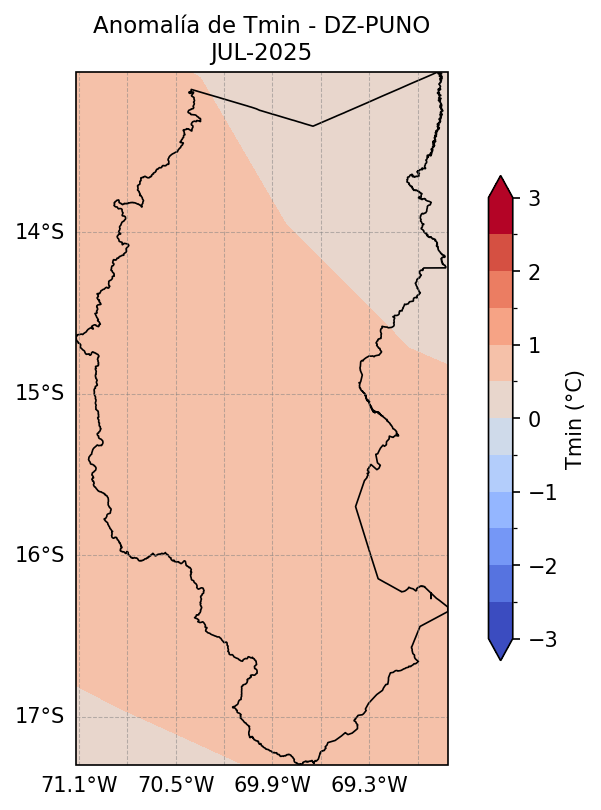 Anomalía de Tmin - DZ-PUNO
JUL-2025
14°S
15°S
16°S
17°S
71.1°W 70.5°W 69.9°W 69.3°W
3
2
1
0
−1
−2
−3
Tmin (°C)